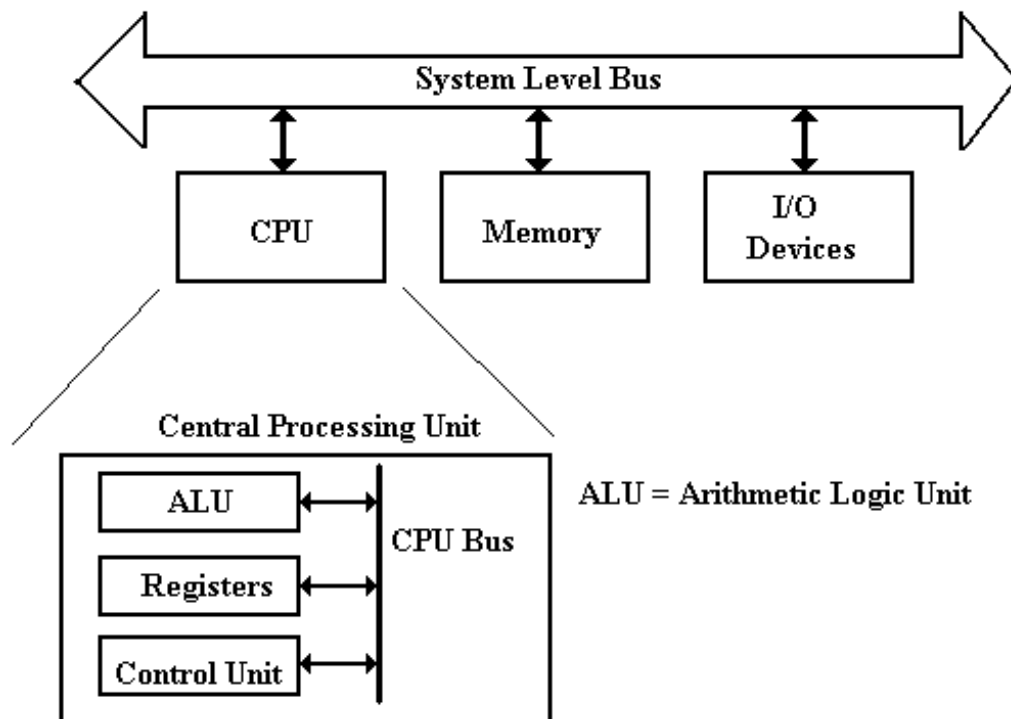 System Level Bus
CPU
Memory
I/O
Devices
Central Processing Unit
ALU
CPU Bus
Registers
Control Unit
ALU = Arithmetic Logic Unit